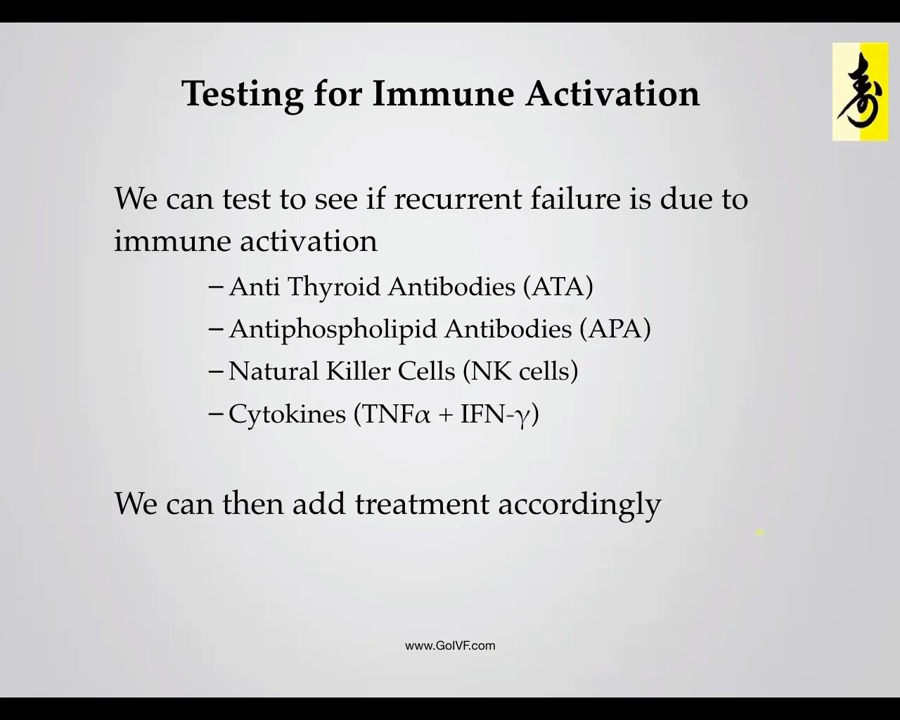 Testing for Immune Activation
寿
We can test to see if recurrent failure is due to
immune activation
– Anti Thyroid Antibodies (ATA)
– Antiphospholipid Antibodies (APA)
– Natural Killer Cells (NK cells)
– Cytokines (TNFα + IFN-γ)
We can then add treatment accordingly
www.GoIVF.com